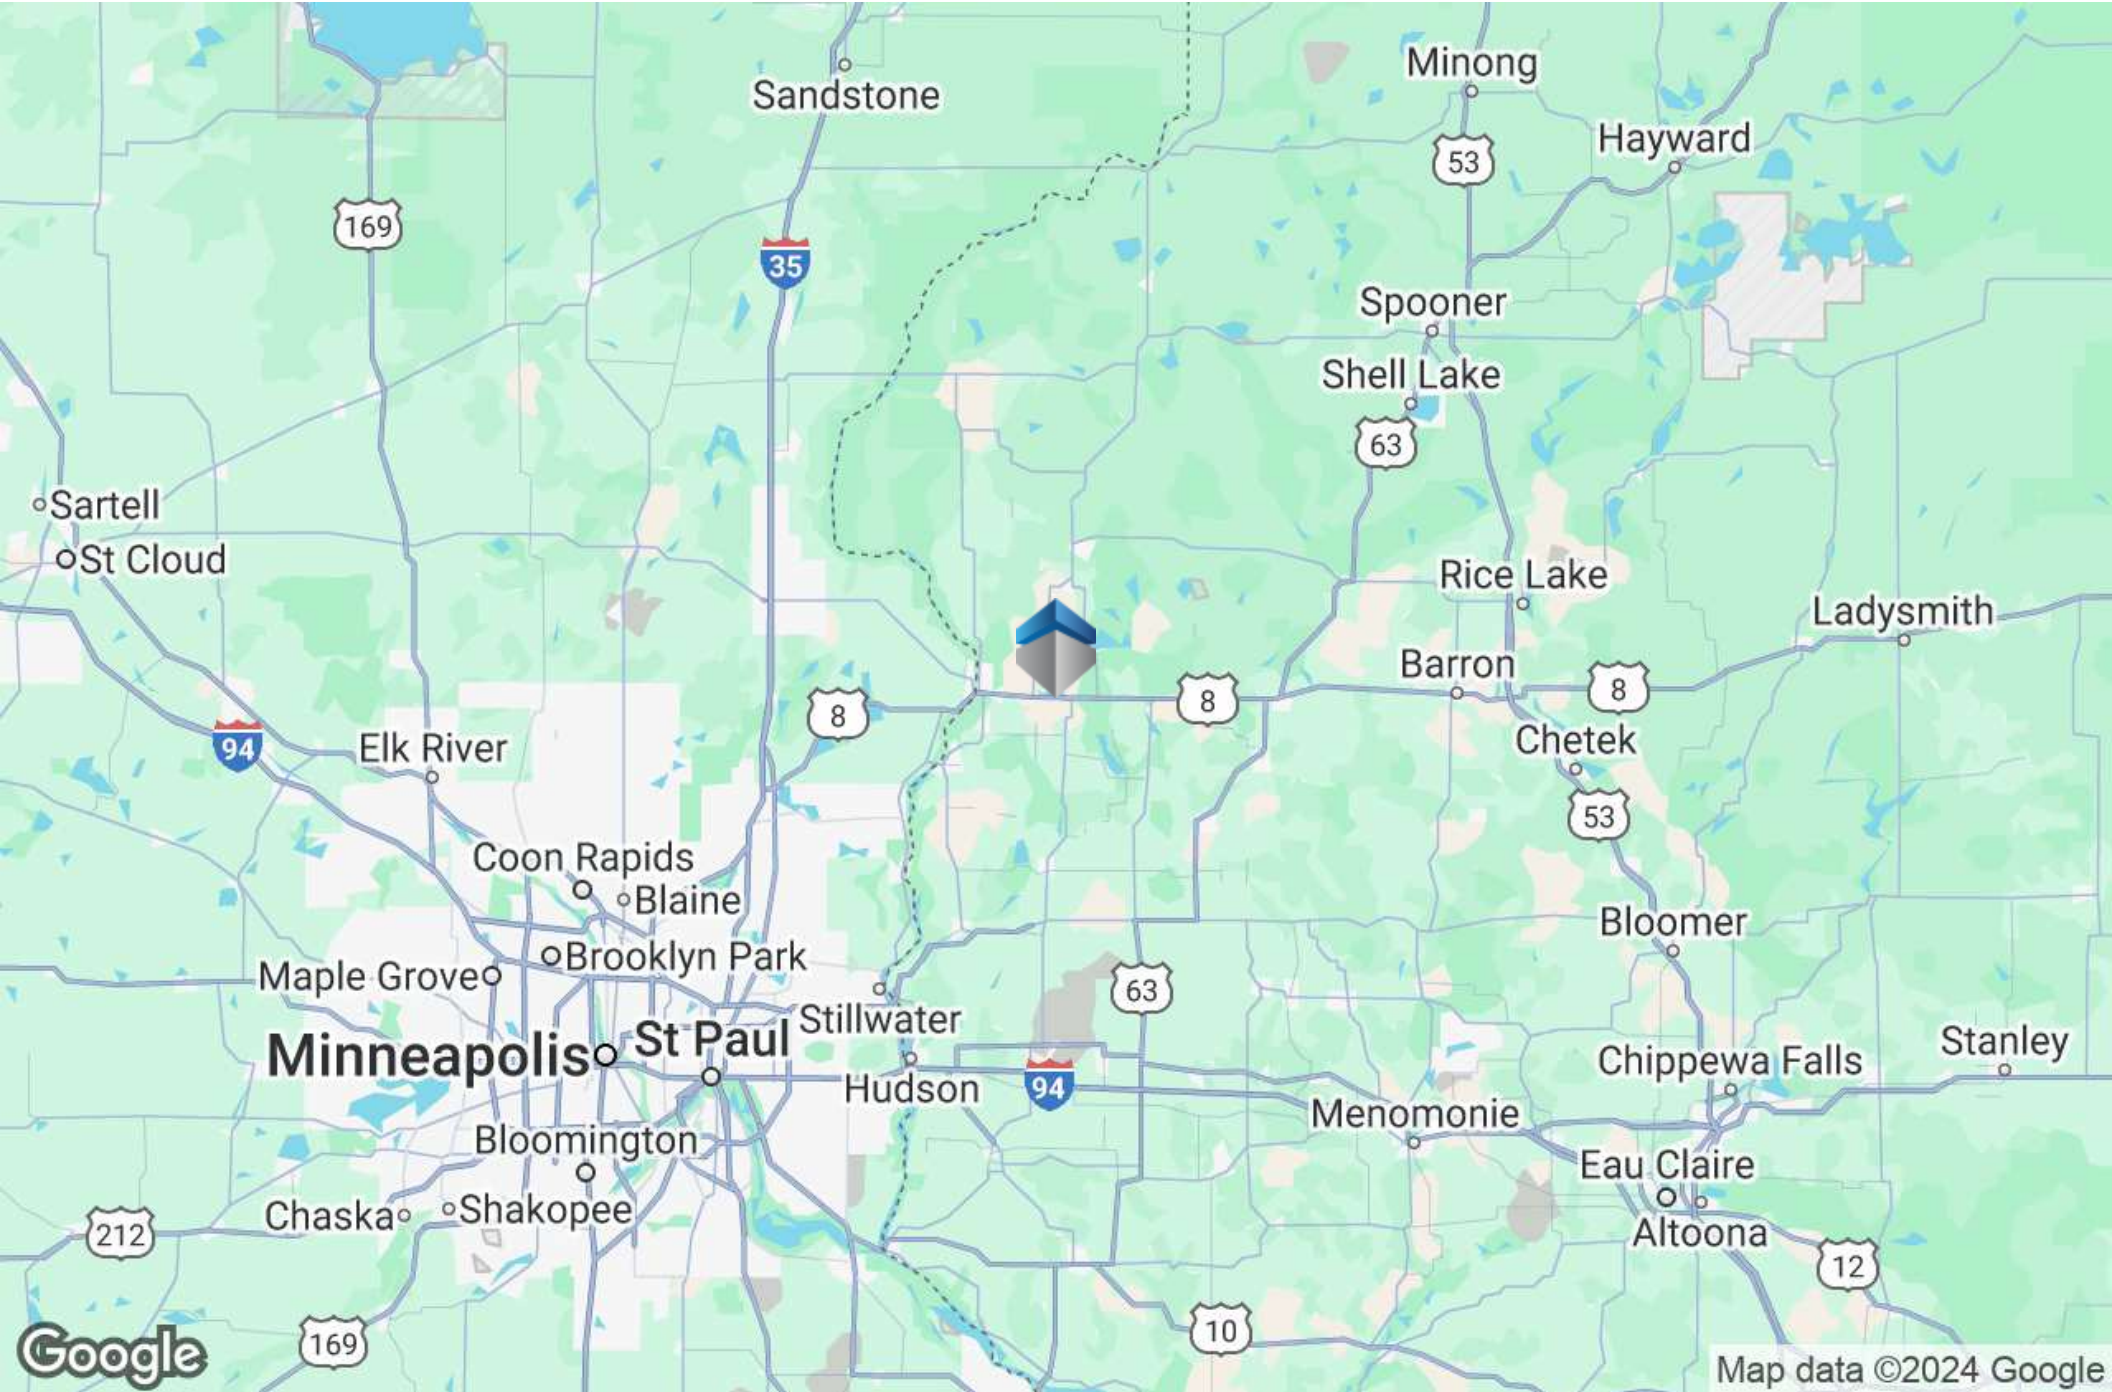 Minong
Sandstone
Hayward
53
169
35
Spooner
Shell Lake
63
Sartell
St Cloud
Rice Lake
Ladysmith
Barron
8
8
8
94
Elk River
Chetek
53
Coon Rapids
Blaine
Bloomer
Brooklyn Park
Maple Grove
63
Stillwater
St Paul
Minneapolis
Stanley
Chippewa Falls
Hudson
94
Menomonie
Bloomington
Eau Claire
Chaska
Shakopee
212
Altoona
12
10
169
Google
Map data ©2024 Google